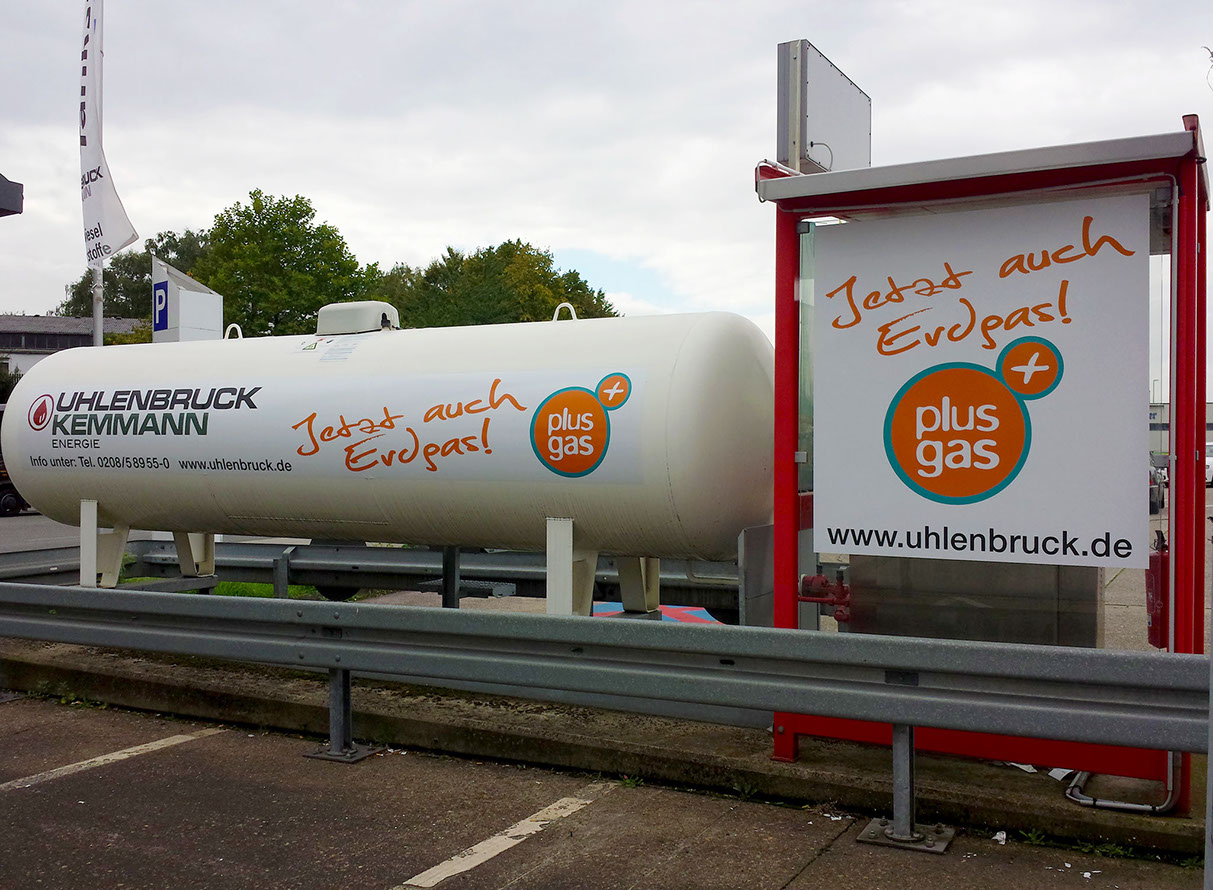 P
UHLENBRUCK
KEMMANN
ENERGIE
Info unter: Tel. 0208/58955-0 www.uhlenbruck.de
Jetzt auch
Erdgas!
plus
gas
+
Jetzt auch
Erdgas!
+
plus
gas
www.uhlenbruck.de